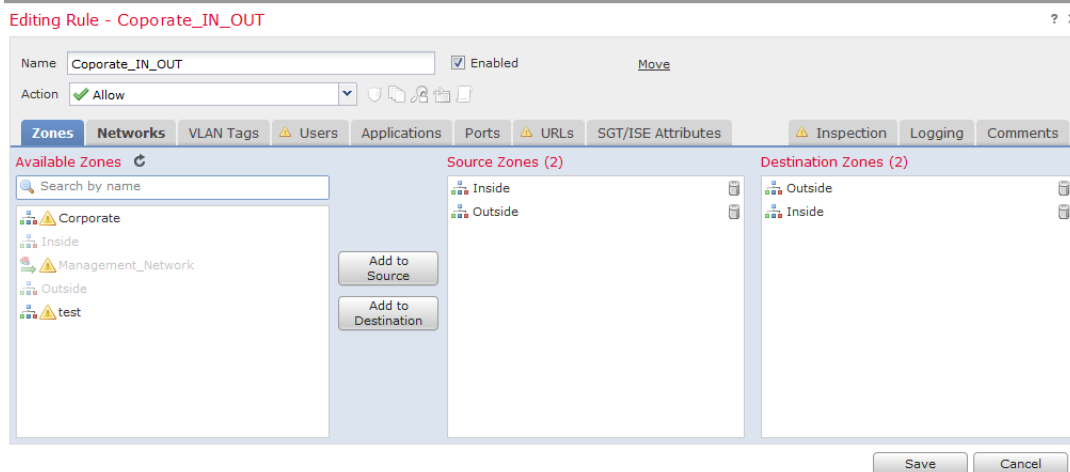 Editing Rule - Coporate_IN_OUT ?
Name Coporate_IN_OUT Enabled Move
Action Allow
Zones Networks VLAN Tags Users Applications Ports URLs SGT/ISE Attributes Inspection Logging Comments
Available Zones Source Zones (2) Destination Zones (2)
Search by name Inside Outside
Corporate Outside Inside
Inside
Management_Network Add to
Source
Outside
test Add to
Destination
Save Cancel